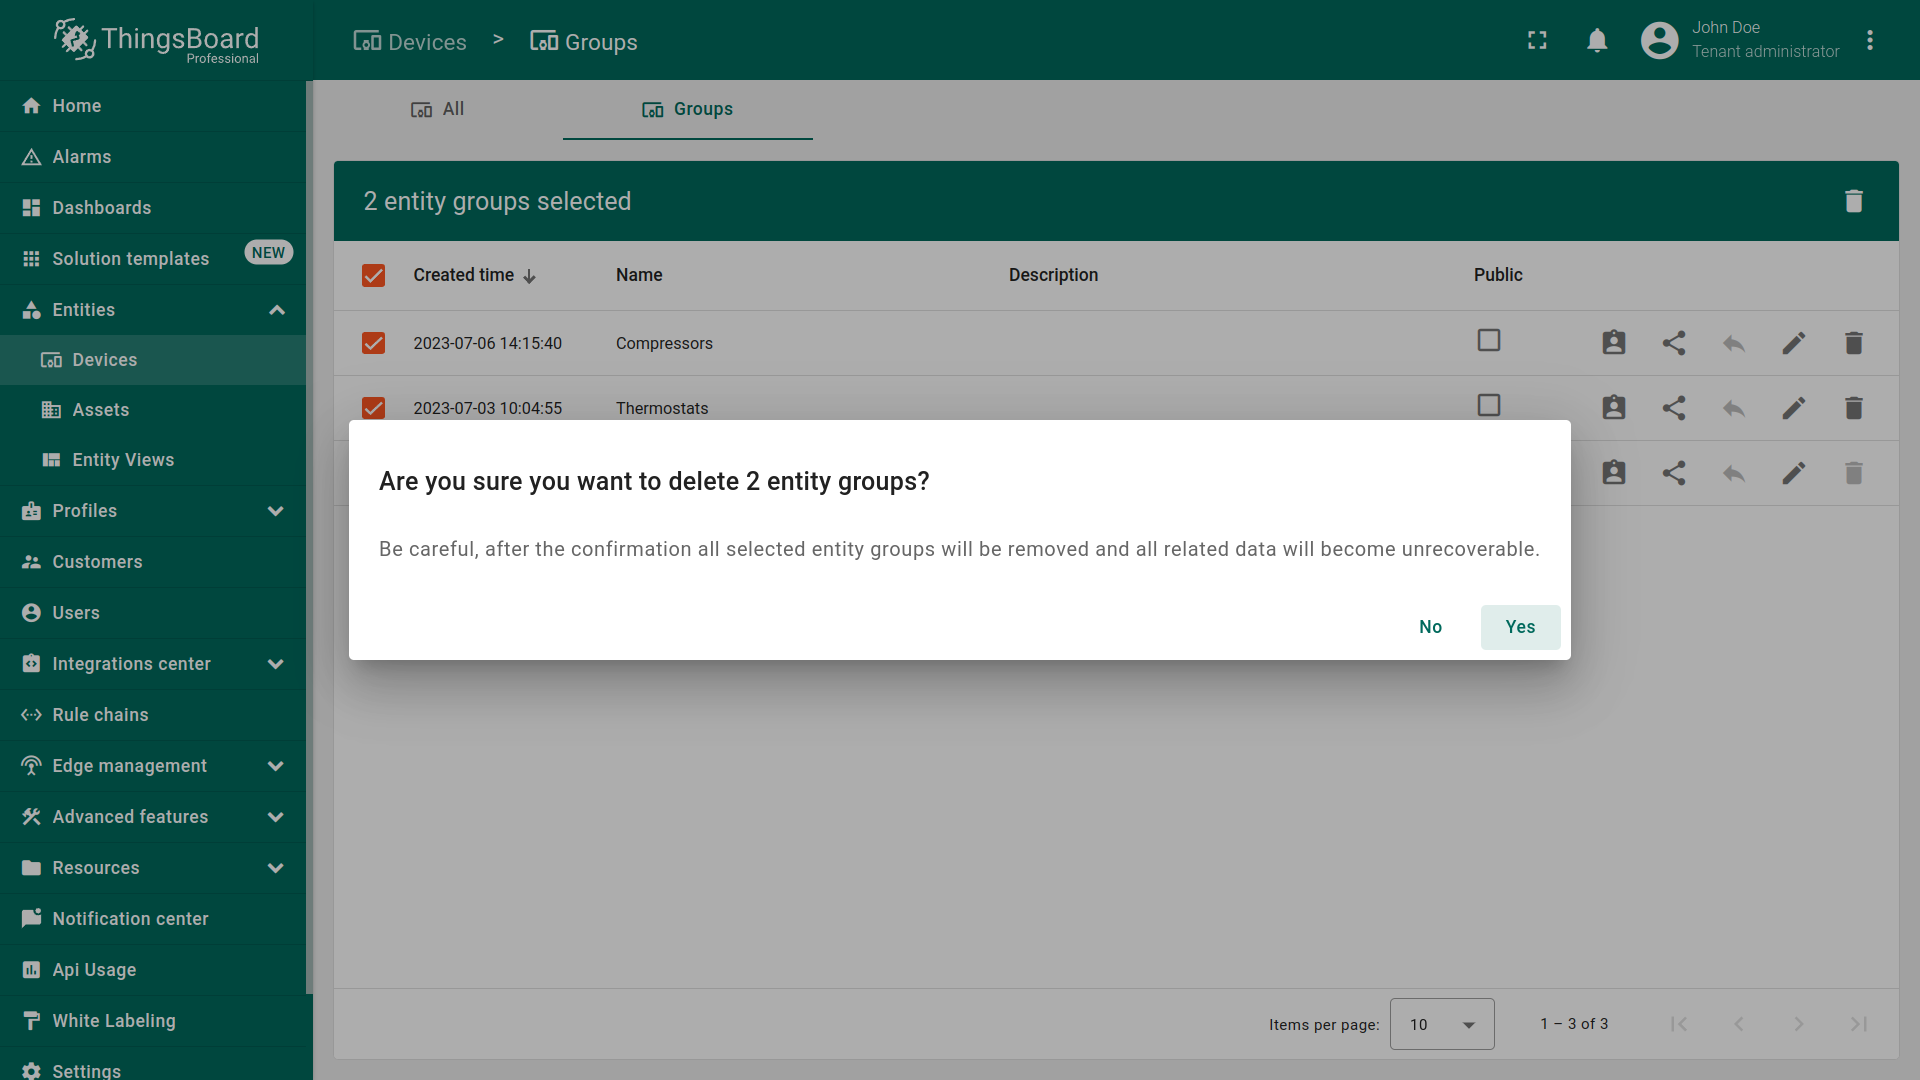 ThingsBoard
Professional
Devices > Groups
John Doe
Tenant administrator
Home
Alarms
Dashboards
Solution templates NEW
Entities
Devices
Assets
Entity Views
Profiles
Customers
Users
Integrations center
Rule chains
Edge management
Advanced features
Resources
Notification center
Api Usage
White Labeling
Settings
All Groups
2 entity groups selected
Created time Name Description Public
2023-07-06 14:15:40 Compressors
2023-07-03 10:04:55 Thermostats
Are you sure you want to delete 2 entity groups?
Be careful, after the confirmation all selected entity groups will be removed and all related data will become unrecoverable.
No Yes
Items per page: 10 1 – 3 of 3